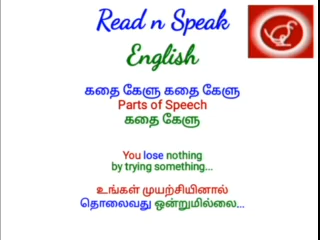 Read n Speak
English
கதை கேளு கதை கேளு
Parts of Speech
கதை கேளு
You lose nothing
by trying something...
உங்கள் முயற்சியினால்
தொலைவது ஒன்றுமில்லை...